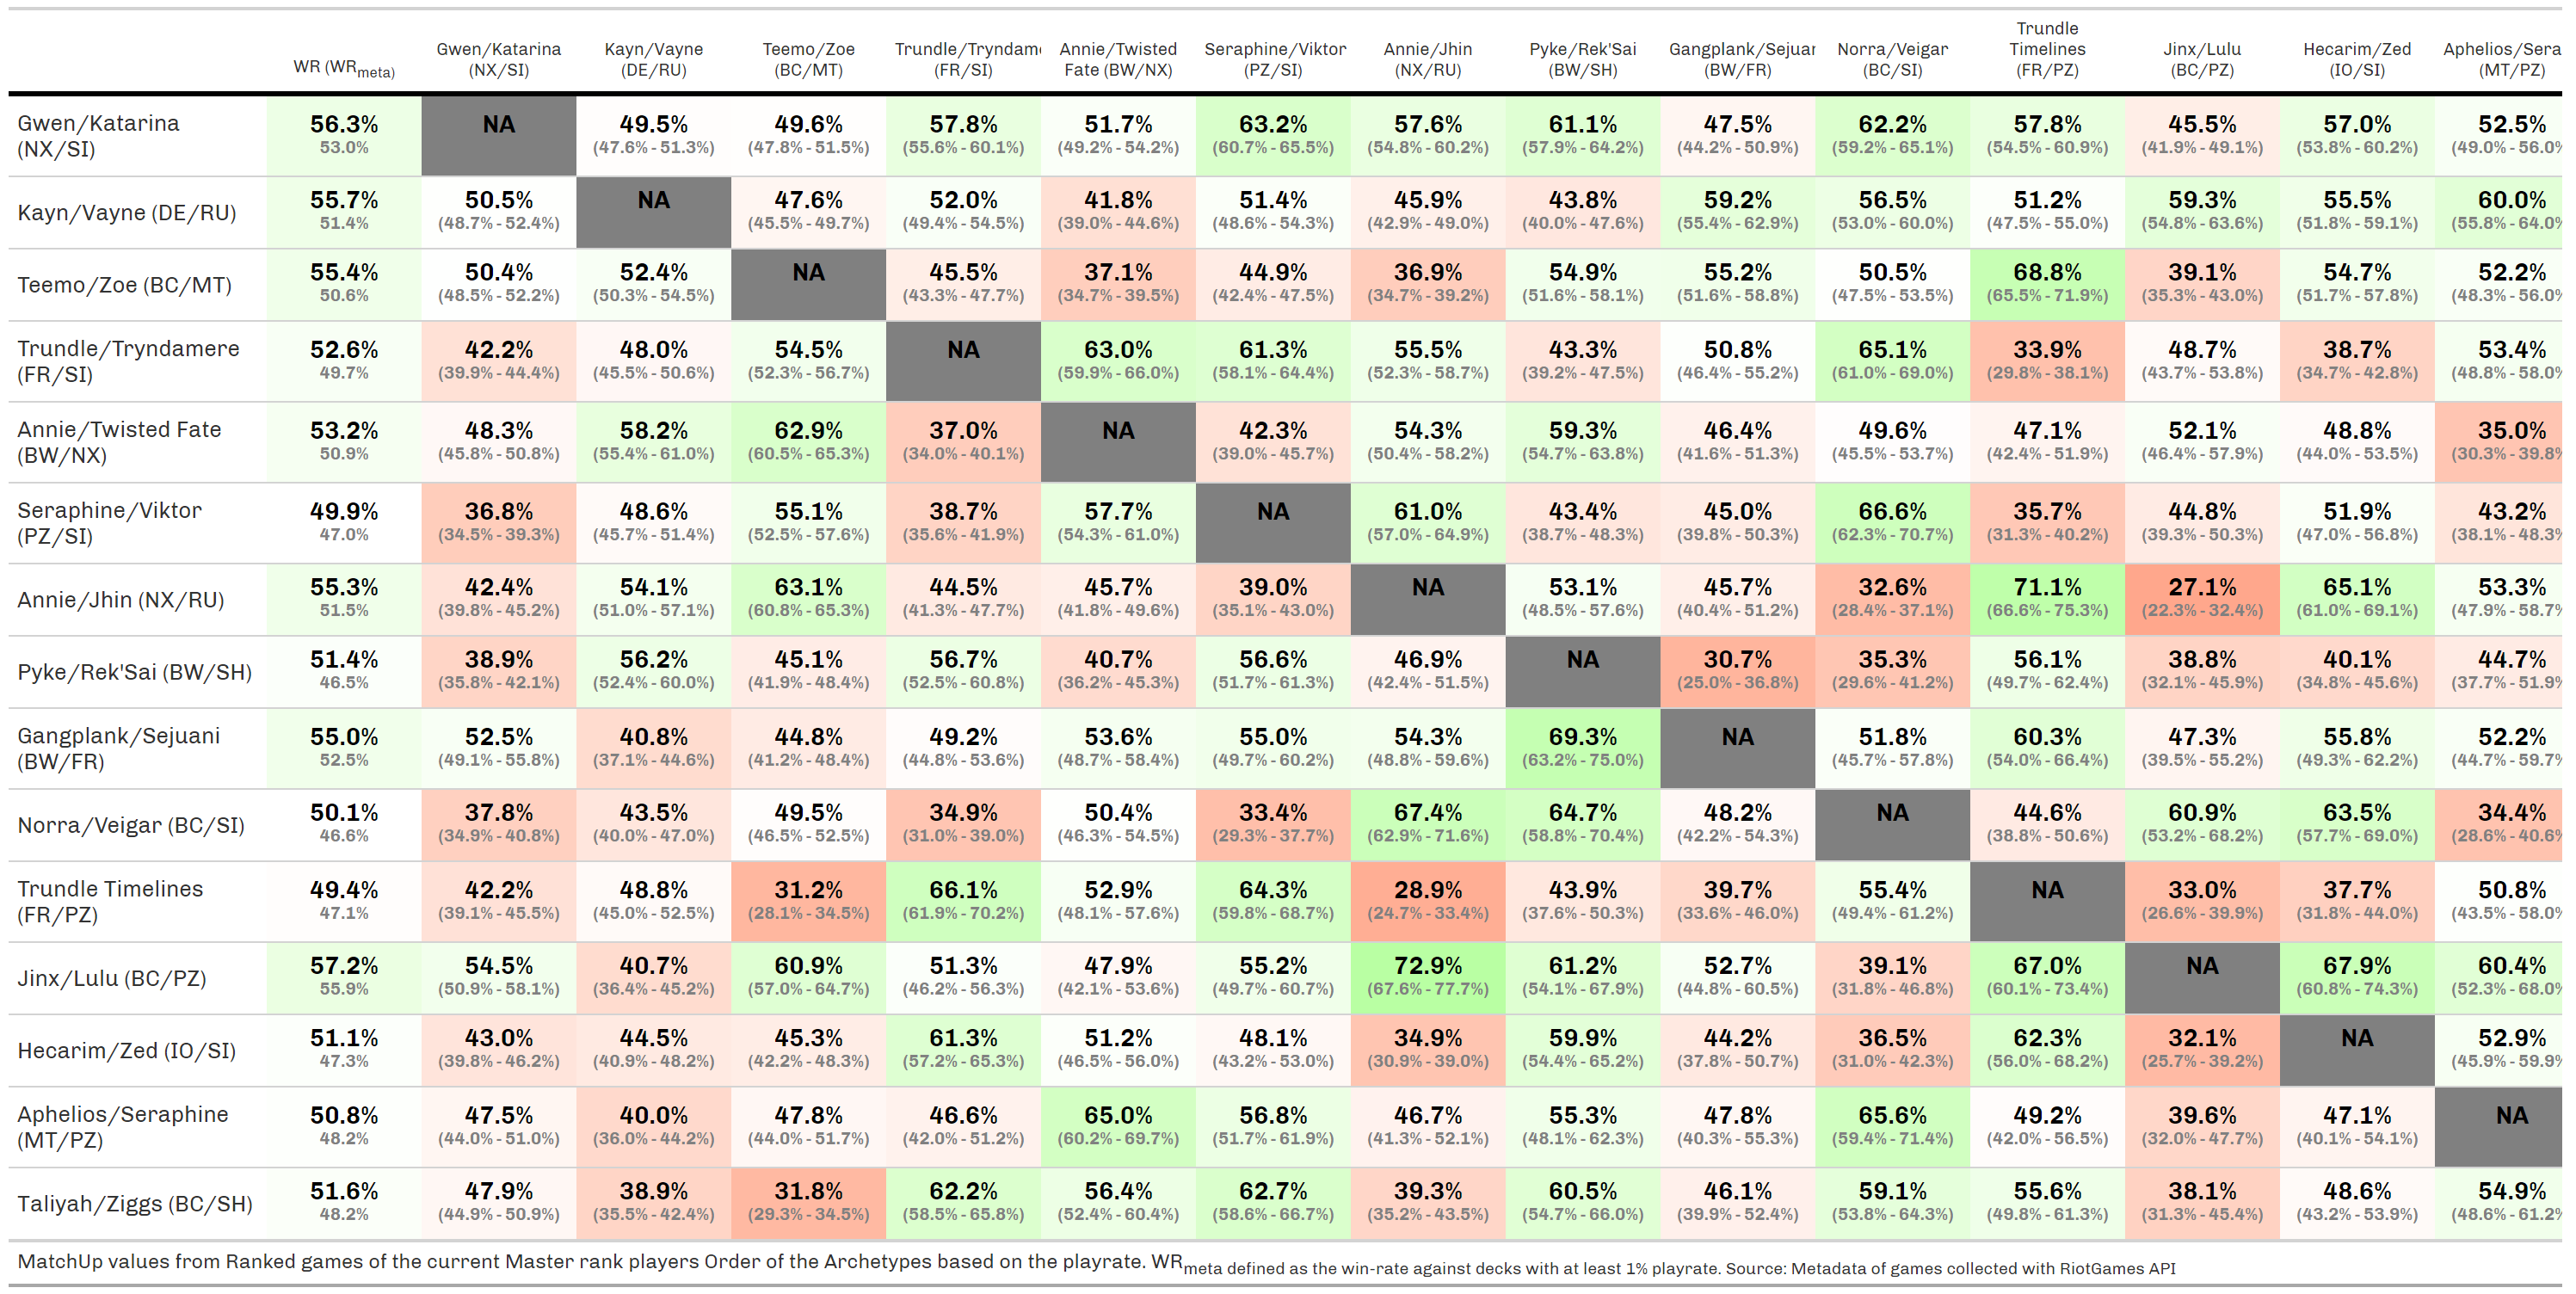 WR (WRmeta) Gwen/Katarina (NX/SI) Kayn/Vayne (DE/RU) Teemo/Zoe (BC/MT) Trundle/Tryndam (FR/SI) Annie/Twisted Fate (BW/NX) Seraphine/Viktor (PZ/SI) Annie/Jhin (NX/RU) Pyke/Rek'Sai (BW/SH) Gangplank/Sejuar (BW/FR) Norra/Veigar (BC/SI) Trundle Timelines (FR/PZ) Jinx/Lulu (BC/PZ) Hecarim/Zed (IO/SI) Aphelios/Sera (MT/PZ)
Gwen/Katarina 56.3% NA 49.5% 49.6% 57.8% 51.7% 63.2% 57.6% 61.1% 47.5% 62.2% 57.8% 45.5% 57.0% 52.5%
(NX/SI) 53.0% (47.6% - 51.3%) (47.8% - 51.5%) (55.6% - 60.1%) (49.2% - 54.2%) (60.7% - 65.5%) (54.8% - 60.2%) (57.9% - 64.2%) (44.2% - 50.9%) (59.2% - 65.1%) (54.5% - 60.9%) (41.9% - 49.1%) (53.8% - 60.2%) (49.0% - 56.0%
Kayn/Vayne (DE/RU) 55.7% 50.5% NA 47.6% 52.0% 41.8% 51.4% 45.9% 43.8% 59.2% 56.5% 51.2% 59.3% 55.5% 60.0%
51.4% (48.7% - 52.4%) (45.5% - 49.7%) (49.4% - 54.5%) (39.0% - 44.6%) (48.6% - 54.3%) (42.9% - 49.0%) (40.0% - 47.6%) (55.4% - 62.9%) (53.0% - 60.0%) (47.5% - 55.0%) (54.8% - 63.6%) (51.8% - 59.1%) (55.8% - 64.0%
Teemo/Zoe (BC/MT) 55.4% 50.4% 52.4% NA 45.5% 37.1% 44.9% 36.9% 54.9% 55.2% 50.5% 68.8% 39.1% 54.7% 52.2%
50.6% (48.5% - 52.2%) (50.3% - 54.5%) (43.3% - 47.7%) (34.7% - 39.5%) (42.4% - 47.5%) (34.7% - 39.2%) (51.6% - 58.1%) (51.6% - 58.8%) (47.5% - 53.5%) (65.5% - 71.9%) (35.3% - 43.0%) (51.7% - 57.8%) (48.3% - 56.0%
Trundle/Tryndamere 52.6% 42.2% 48.0% 54.5% NA 63.0% 61.3% 55.5% 43.3% 50.8% 65.1% 33.9% 48.7% 38.7% 53.4%
(FR/SI) 49.7% (39.9% - 44.4%) (45.5% - 50.6%) (52.3% - 56.7%) (59.9% - 66.0%) (58.1% - 64.4%) (52.3% - 58.7%) (39.2% - 47.5%) (46.4% - 55.2%) (61.0% - 69.0%) (29.8% - 38.1%) (43.7% - 53.8%) (34.7% - 42.8%) (48.8% - 58.0%
Annie/Twisted Fate 53.2% 48.3% 58.2% 62.9% 37.0% NA 42.3% 54.3% 59.3% 46.4% 49.6% 47.1% 52.1% 48.8% 35.0%
(BW/NX) 50.9% (45.8% - 50.8%) (55.4% - 61.0%) (60.5% - 65.3%) (34.0% - 40.1%) (39.0% - 45.7%) (50.4% - 58.2%) (54.7% - 63.8%) (41.6% - 51.3%) (45.5% - 53.7%) (42.4% - 51.9%) (46.4% - 57.9%) (44.0% - 53.5%) (30.3% - 39.8%
Seraphine/Viktor 49.9% 36.8% 48.6% 55.1% 38.7% 57.7% NA 61.0% 43.4% 45.0% 66.6% 35.7% 44.8% 51.9% 43.2%
(PZ/SI) 47.0% (34.5% - 39.3%) (45.7% - 51.4%) (52.5% - 57.6%) (35.6% - 41.9%) (54.3% - 61.0%) (57.0% - 64.9%) (38.7% - 48.3%) (39.8% - 50.3%) (62.3% - 70.7%) (31.3% - 40.2%) (39.3% - 50.3%) (47.0% - 56.8%) (38.1% - 48.3%
Annie/Jhin (NX/RU) 55.3% 42.4% 54.1% 63.1% 44.5% 45.7% 39.0% NA 53.1% 45.7% 32.6% 71.1% 27.1% 65.1% 53.3%
51.5% (39.8% - 45.2%) (51.0% - 57.1%) (60.8% - 65.3%) (41.3% - 47.7%) (41.8% - 49.6%) (35.1% - 43.0%) (48.5% - 57.6%) (40.4% - 51.2%) (28.4% - 37.1%) (66.6% - 75.3%) (22.3% - 32.4%) (61.0% - 69.1%) (47.9% - 58.7%
Pyke/Rek'Sai (BW/SH) 51.4% 38.9% 56.2% 45.1% 56.7% 40.7% 56.6% 46.9% NA 30.7% 35.3% 56.1% 38.8% 40.1% 44.7%
46.5% (35.8% - 42.1%) (52.4% - 60.0%) (41.9% - 48.4%) (52.5% - 60.8%) (36.2% - 45.3%) (51.7% - 61.3%) (42.4% - 51.5%) (25.0% - 36.8%) (29.6% - 41.2%) (49.7% - 62.4%) (32.1% - 45.9%) (34.8% - 45.6%) (37.7% - 51.9%
Gangplank/Sejuani 55.0% 52.5% 40.8% 44.8% 49.2% 53.6% 55.0% 54.3% 69.3% NA 51.8% 60.3% 47.3% 55.8% 52.2%
(BW/FR) 52.5% (49.1% - 55.8%) (37.1% - 44.6%) (41.2% - 48.4%) (44.8% - 53.6%) (48.7% - 58.4%) (49.7% - 60.2%) (48.8% - 59.6%) (63.2% - 75.0%) (45.7% - 57.8%) (54.0% - 66.4%) (39.5% - 55.2%) (49.3% - 62.2%) (44.7% - 59.7%
Norra/Veigar (BC/SI) 50.1% 37.8% 43.5% 49.5% 34.9% 50.4% 33.4% 67.4% 64.7% 48.2% NA 44.6% 60.9% 63.5% 34.4%
46.6% (34.9% - 40.8%) (40.0% - 47.0%) (46.5% - 52.5%) (31.0% - 39.0%) (46.3% - 54.5%) (29.3% - 37.7%) (62.9% - 71.6%) (58.8% - 70.4%) (42.2% - 54.3%) (38.8% - 50.6%) (53.2% - 68.2%) (57.7% - 69.0%) (28.6% - 40.6%
Trundle Timelines 49.4% 42.2% 48.8% 31.2% 66.1% 52.9% 64.3% 28.9% 43.9% 39.7% 55.4% NA 33.0% 37.7% 50.8%
(FR/PZ) 47.1% (39.1% - 45.5%) (45.0% - 52.5%) (28.1% - 34.5%) (61.9% - 70.2%) (48.1% - 57.6%) (59.8% - 68.7%) (24.7% - 33.4%) (37.6% - 50.3%) (33.6% - 46.0%) (49.4% - 61.2%) (26.6% - 39.9%) (31.8% - 44.0%) (43.5% - 58.0%
Jinx/Lulu (BC/PZ) 57.2% 54.5% 40.7% 60.9% 51.3% 47.9% 55.2% 72.9% 61.2% 52.7% 39.1% 67.0% NA 67.9% 60.4%
55.9% (50.9% - 58.1%) (36.4% - 45.2%) (57.0% - 64.7%) (46.2% - 56.3%) (42.1% - 53.6%) (49.7% - 60.7%) (67.6% - 77.7%) (54.1% - 67.9%) (44.8% - 60.5%) (31.8% - 46.8%) (60.1% - 73.4%) (60.8% - 74.3%) (52.3% - 68.0%
Hecarim/Zed (IO/SI) 51.1% 43.0% 44.5% 45.3% 61.3% 51.2% 48.1% 34.9% 59.9% 44.2% 36.5% 62.3% 32.1% NA 52.9%
47.3% (39.8% - 46.2%) (40.9% - 48.2%) (42.2% - 48.3%) (57.2% - 65.3%) (46.5% - 56.0%) (43.2% - 53.0%) (30.9% - 39.0%) (54.4% - 65.2%) (37.8% - 50.7%) (31.0% - 42.3%) (56.0% - 68.2%) (25.7% - 39.2%) (45.9% - 59.9%
Aphelios/Seraphine 50.8% 47.5% 40.0% 47.8% 46.6% 65.0% 56.8% 46.7% 55.3% 47.8% 65.6% 49.2% 39.6% 47.1% NA
(MT/PZ) 48.2% (44.0% - 51.0%) (36.0% - 44.2%) (44.0% - 51.7%) (42.0% - 51.2%) (60.2% - 69.7%) (51.7% - 61.9%) (41.3% - 52.1%) (48.1% - 62.3%) (40.3% - 55.3%) (59.4% - 71.4%) (42.0% - 56.5%) (32.0% - 47.7%) (40.1% - 54.1%)
Taliyah/Ziggs (BC/SH) 51.6% 47.9% 38.9% 31.8% 62.2% 56.4% 62.7% 39.3% 60.5% 46.1% 59.1% 55.6% 38.1% 48.6% 54.9%
48.2% (44.9% - 50.9%) (35.5% - 42.4%) (29.3% - 34.5%) (58.5% - 65.8%) (52.4% - 60.4%) (58.6% - 66.7%) (35.2% - 43.5%) (54.7% - 66.0%) (39.9% - 52.4%) (53.8% - 64.3%) (49.8% - 61.3%) (31.3% - 45.4%) (43.2% - 53.9%) (48.6% - 61.2%
MatchUp values from Ranked games of the current Master rank players Order of the Archetypes based on the playrate. WRmeta defined as the win-rate against decks with at least 1% playrate. Source: Metadata of games collected with RiotGames API